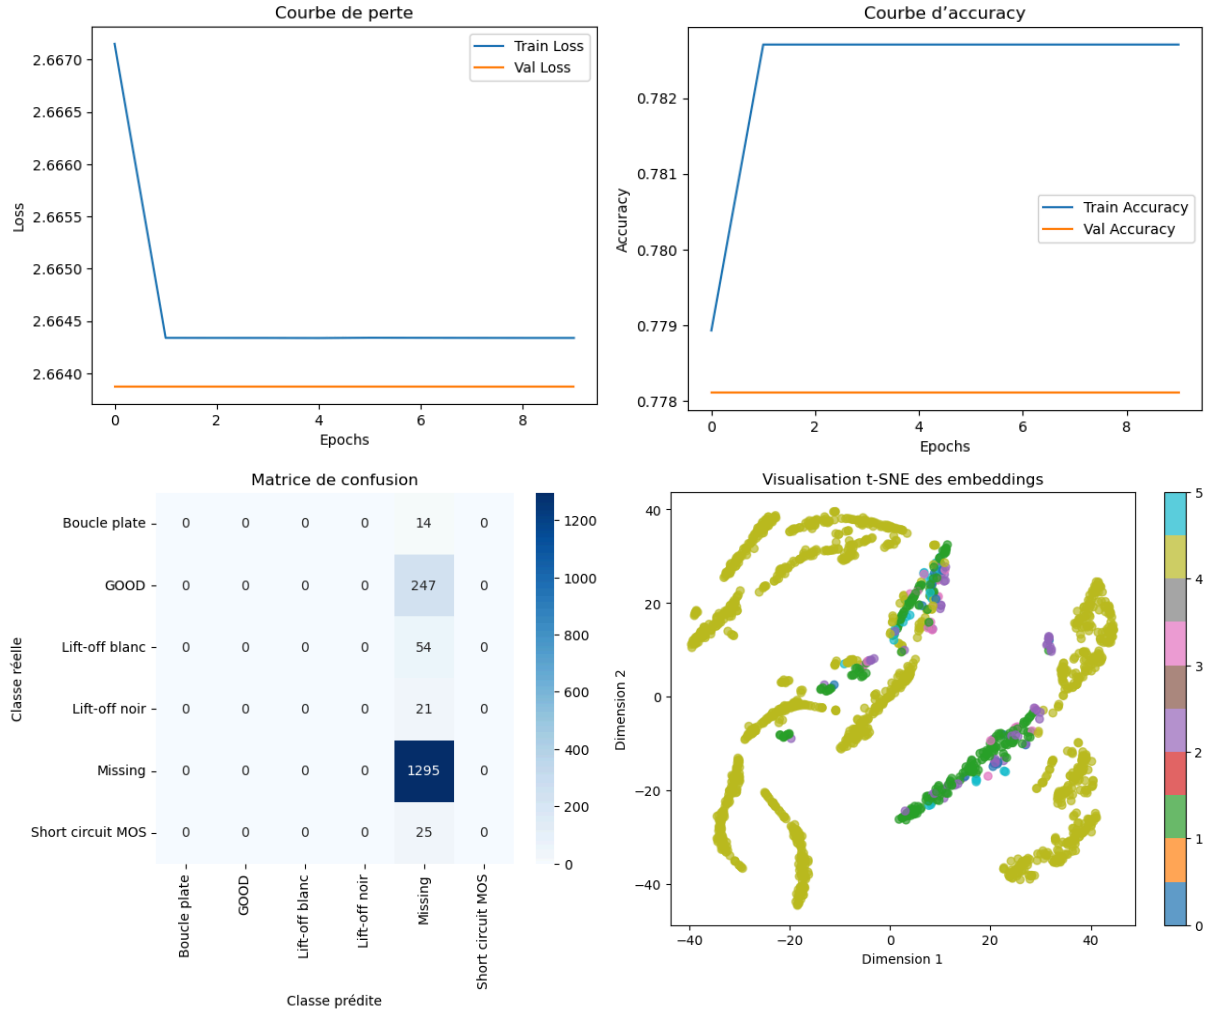 Courbe de perte
Train Loss
Val Loss
2.6670
2.6665
2.6660
2.6655
2.6650
2.6645
2.6640
Loss
0 2 4 6 8
Epochs
Courbe d’accuracy
Train Accuracy
Val Accuracy
0.782
0.781
0.780
0.779
0.778
Accuracy
0 2 4 6 8
Epochs
Matrice de confusion
Classe réelle
Boucle plate 0 0 0 0 14 0
GOOD 0 0 0 0 247 0
Lift-off blanc 0 0 0 0 54 0
Lift-off noir 0 0 0 0 21 0
Missing 0 0 0 0 1295 0
Short circuit MOS 0 0 0 0 25 0
Boucle plate
GOOD
Lift-off blanc
Lift-off noir
Missing
Short circuit MOS
Classe prédite
1200
1000
800
600
400
200
0
Visualisation t-SNE des embeddings
40
20
0
−20
−40
Dimension 2
−40 −20 0 20 40
Dimension 1
5
4
3
2
1
0